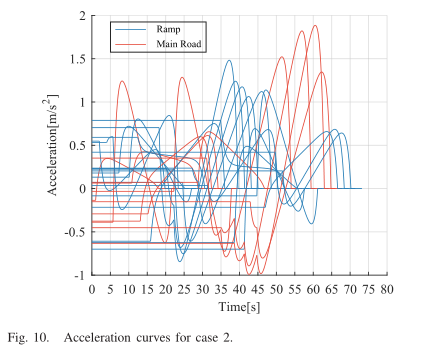 2
1.5
1
0.5
0
-0.5
-1
Acceleration[m/s²]
Ramp
Main Road
0 5 10 15 20 25 30 35 40 45 50 55 60 65 70 75 80
Time[s]
Fig. 10. Acceleration curves for case 2.